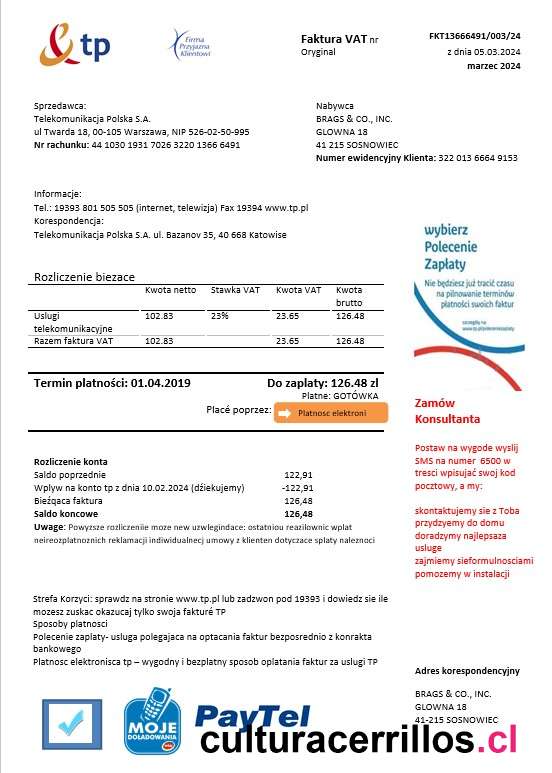 tp
Firma
Przyjazna
Klientowi
Faktura VAT nr
Oryginal
FKT13666491/003/24
z dnia 05.03.2024
marzec 2024
Sprzedawca:
Telekomunikacja Polska S.A.
ul Twarda 18, 00-105 Warszawa, NIP 526-02-50-995
Nr rachunku: 44 1030 1931 7026 3220 1366 6491
Nabywca
BRAGS & CO., INC.
GLOWNA 18
41 215 SOSNOWIEC
Numer ewidencyjny Klienta: 322 013 6664 9153
Informacje:
Tel.: 19393 801 505 505 (internet, telewizja) Fax 19394 www.tp.pl
Korespondencja:
Telekomunikacja Polska S.A. ul. Bazanov 35, 40 668 Katowise
wybierz
Polecenie
Zapłaty
Nie będziesz już tracić czasu
na pilnowanie terminów
płatności swoich faktur
szczegóły na
www.tp.pl/poleceniezaplaty
Rozliczenie biezace
Kwota netto Stawka VAT Kwota VAT Kwota
brutto
Uslugi
telekomunikacyjne 102.83 23% 23.65 126.48
Razem faktura VAT 102.83 23.65 126.48
Termin platności: 01.04.2019
Do zaplaty: 126.48 zl
Platne: GOTÓWKA
Placé poprzez:
Platnosc elektroni
Zamów
Konsultanta
Postaw na wygode wyslij
SMS na numer 6500 w
tresci wpisujać swoj kod
pocztowy, a my:
skontaktujemy sie z Toba
przydzyemy do domu
doradzymy najlepsza
usluge
zajmiemy sieformulnosciami
pomozemy w instalacji
Rozliczenie konta
Saldo poprzednie 122,91
Wplyw na konto tp z dnia 10.02.2024 (dźiekujemy) -122,91
Bieźqaca faktura 126,48
Saldo koncowe 126,48
Uwage: Powyzsze rozliczenie moze new uzwlegindace: ostatniou reazilownic wplat
neireozplatnozich reklamacji individualnecj umowy z klienten dotyczace splaty naleznoci
Strefa Korzyci: sprawdz na stronie www.tp.pl lub zadzwon pod 19393 i dowiedz sie ile
mozesz zuskac okazucaj tylko swoja fakturé TP
Sposoby platnosci
Polecenie zaplaty- usluga polegajaca na optacania faktur bezposrednio z konrakta
bankowego
Platnosc elektronisca tp – wygodny i bezplatny sposob oplatania faktur za uslugi TP
Adres korespondencyjny
BRAGS & CO., INC.
GLOWNA 18
41-215 SOSNOWIEC
MOJE
DOŁADOWANIA
PayTel
culturacerrillos.cl